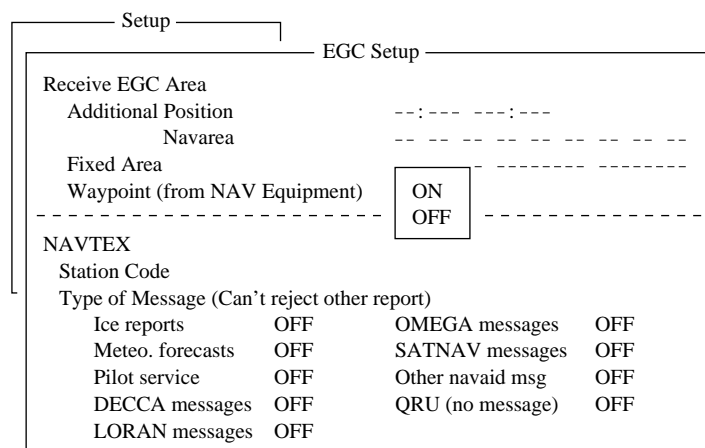 Setup
EGC Setup
Receive EGC Area
Additional Position --:--- ---:---
Navarea -- -- -- -- -- -- -- -- --
Fixed Area - -------- --------
Waypoint (from NAV Equipment) ON
OFF
NAVTEX
Station Code
Type of Message (Can't reject other report)
Ice reports OFF OMEGA messages OFF
Meteo. forecasts OFF SATNAV messages OFF
Pilot service OFF Other navaid msg OFF
DECCA messages OFF QRU (no message) OFF
LORAN messages OFF